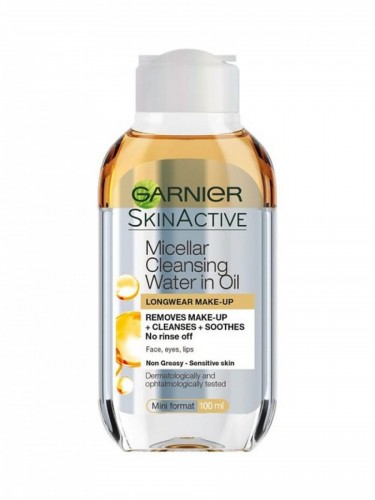 GARNIER
SKINACTIVE
Micellar
Cleansing
Water in Oil
LONGWEAR MAKE-UP
REMOVES MAKE-UP
+ CLEANSES + SOOTHES
No rinse off
Face, eyes, lips
Non Greasy - Sensitive skin
Dermatologically and
ophtalmologically tested
Mini format 100 ml